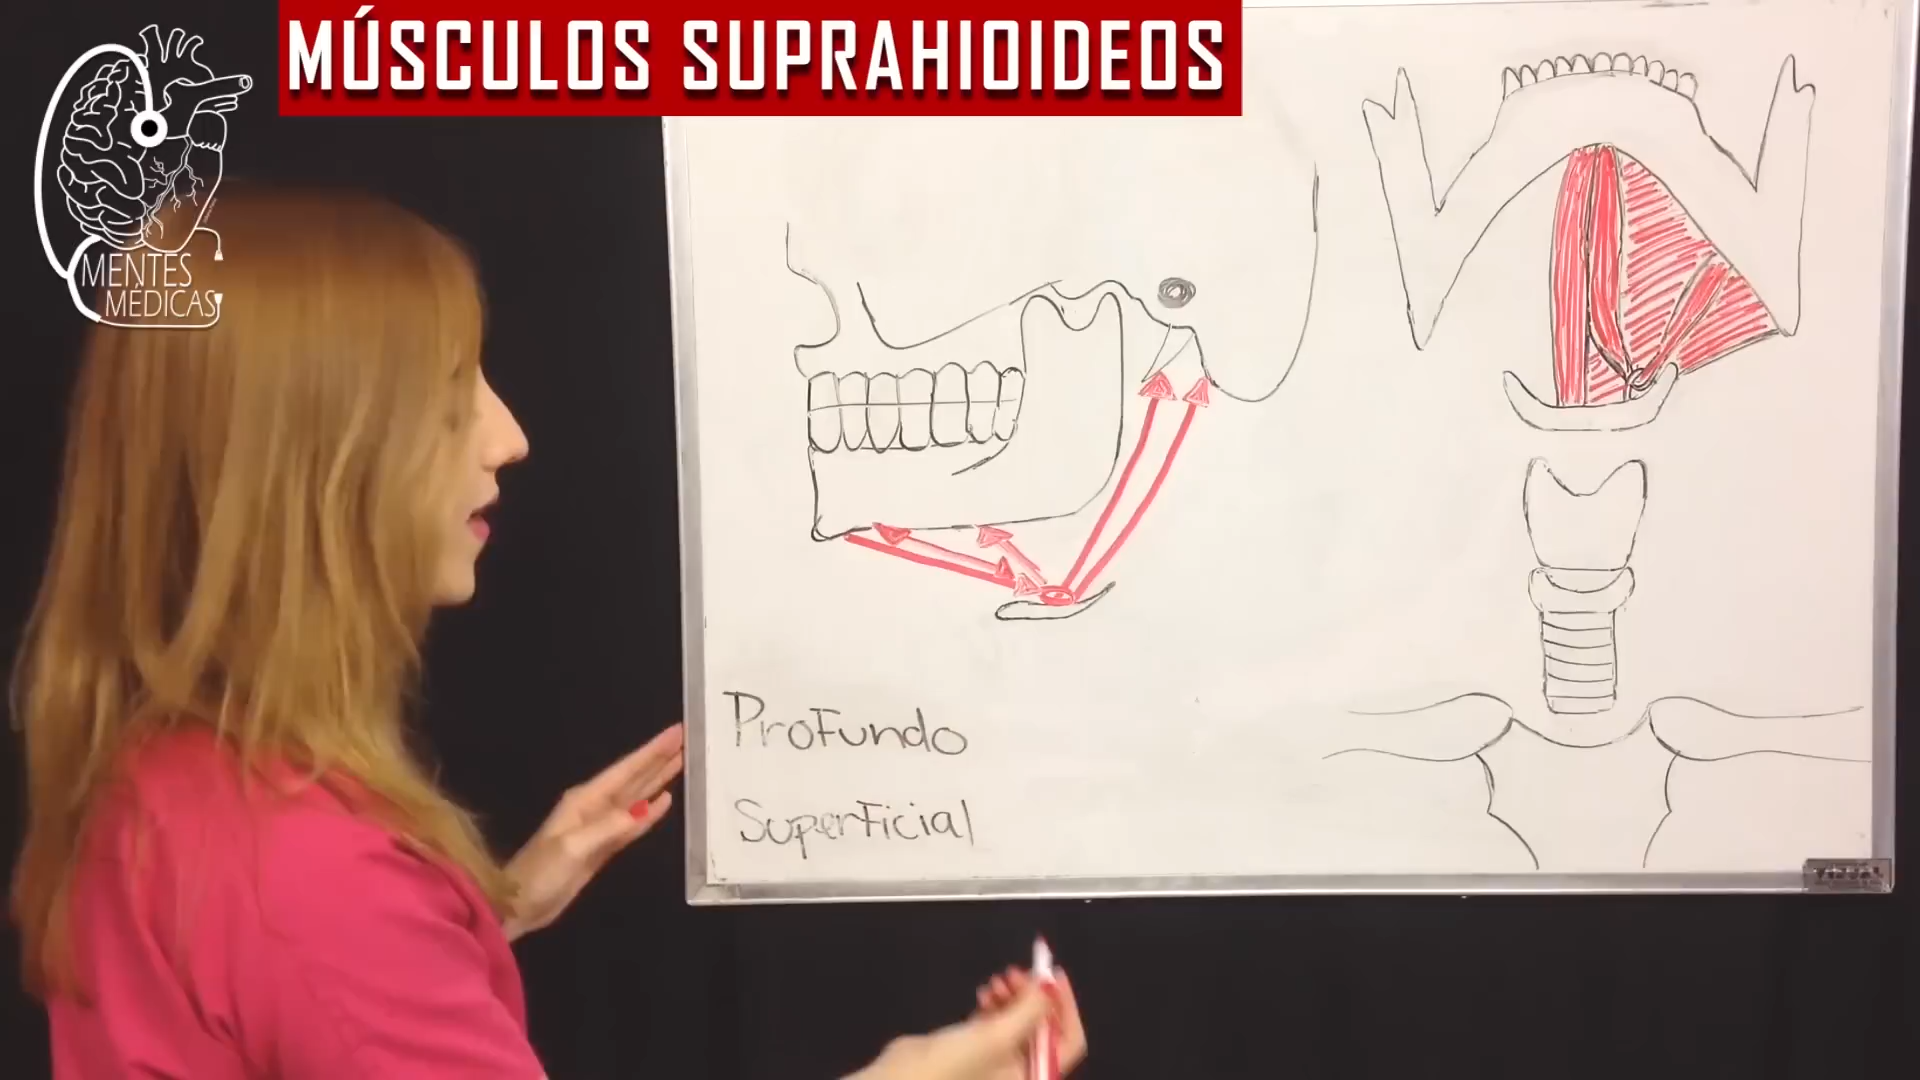 MÚSCULOS SUPRAHIOIDEOS
MENTES
MÉDICAS
Profundo
Superficial